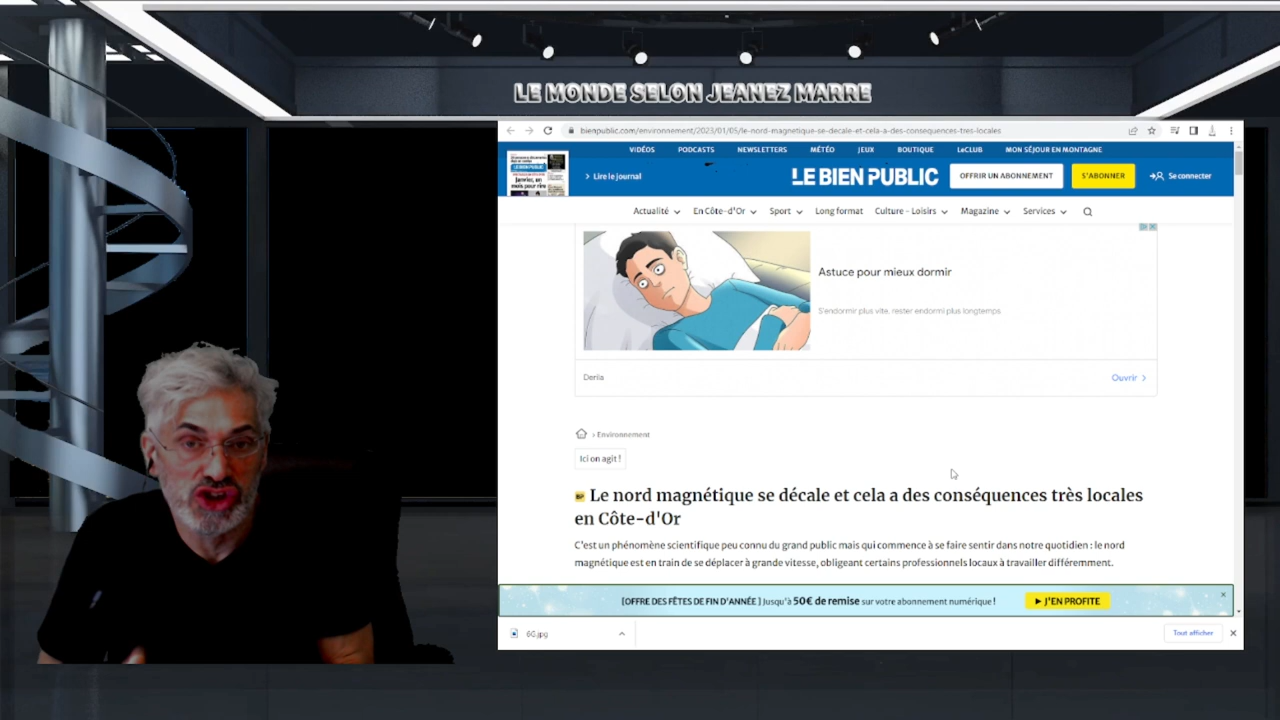 LE MONDE SELON JEANEZ MARRE
bienpublic.com/environnement/2023/01/05/le-nord-magnetique-se-decale-et-cela-a-des-consequences-tres-locales
VIDÉOS PODCASTS NEWSLETTERS MÉTÉO JEUX BOUTIQUE LeCLUB MON SÉJOUR EN MONTAGNE
Lire le journal
LE BIEN PUBLIC
OFFRIR UN ABONNEMENT
S'ABONNER
Se connecter
Actualité En Côte-d'Or Sport Long format Culture - Loisirs Magazine Services
Astuce pour mieux dormir
S'endormir plus vite, rester endormi plus longtemps
Derila
Ouvrir
› Environnement
Ici on agit !
BP Le nord magnétique se décale et cela a des conséquences très locales
en Côte-d'Or
C'est un phénomène scientifique peu connu du grand public mais qui commence à se faire sentir dans notre quotidien : le nord
magnétique est en train de se déplacer à grande vitesse, obligeant certains professionnels locaux à travailler différemment.
[OFFRE DES FÊTES DE FIN D'ANNÉE ] Jusqu'à 50€ de remise sur votre abonnement numérique !
► J'EN PROFITE
6G.jpg
Tout afficher